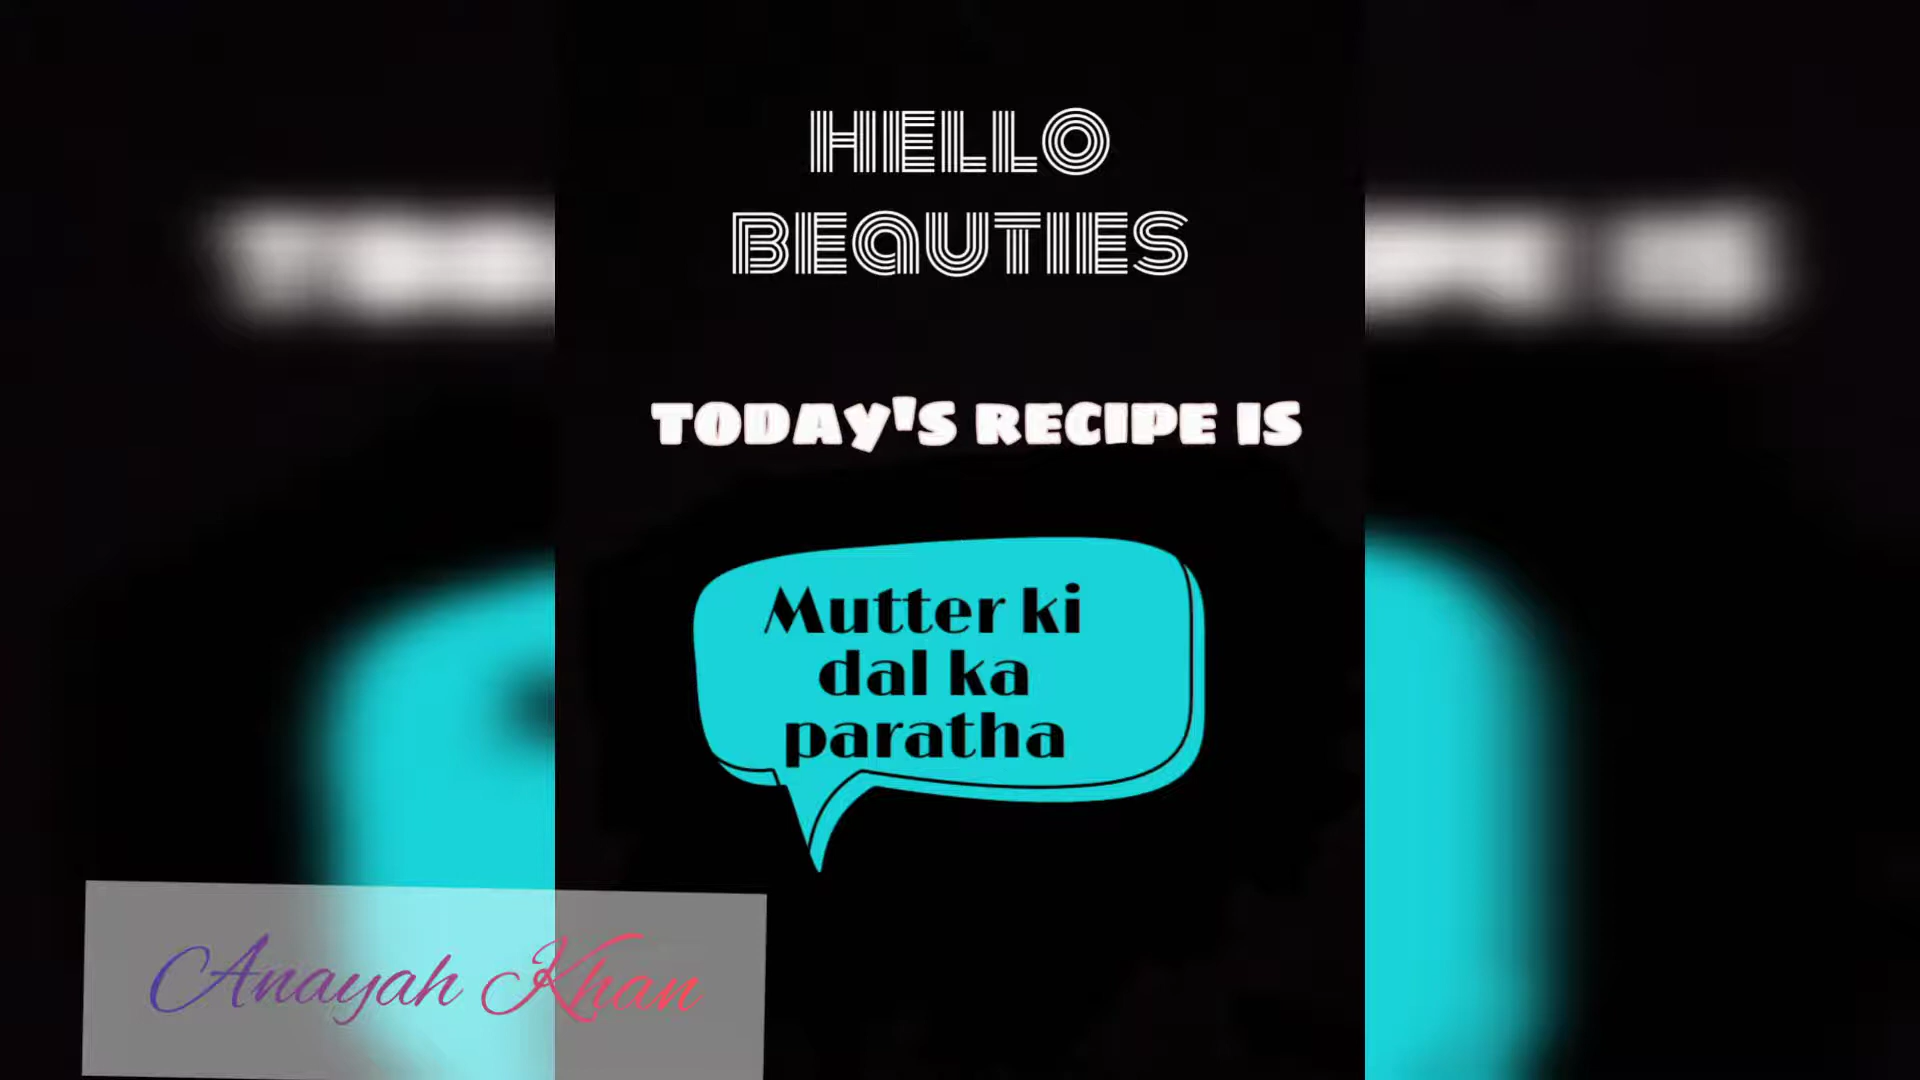 HELLO
BEAUTIES
TODAY'S RECIPE IS
Mutter ki
dal ka
paratha
Anayah Khan